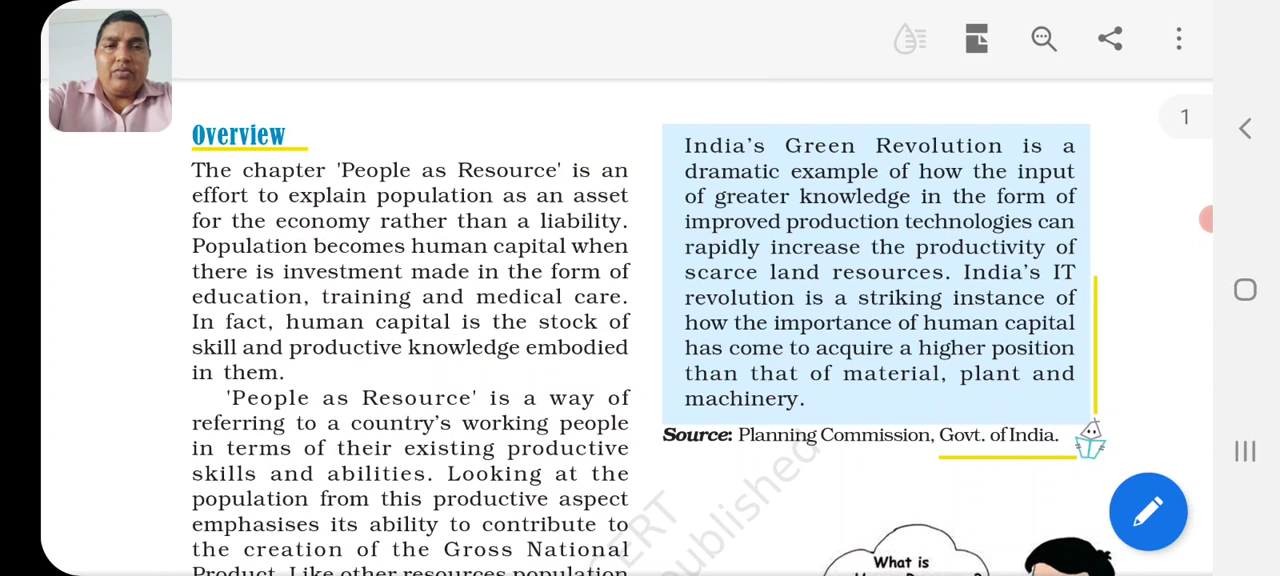 1
Overview
The chapter 'People as Resource' is an
effort to explain population as an asset
for the economy rather than a liability.
Population becomes human capital when
there is investment made in the form of
education, training and medical care.
In fact, human capital is the stock of
skill and productive knowledge embodied
in them.
'People as Resource' is a way of
referring to a country's working people
in terms of their existing productive
skills and abilities. Looking at the
population from this productive aspect
emphasises its ability to contribute to
the creation of the Gross National
Product. Like other resources population
India's Green Revolution is a
dramatic example of how the input
of greater knowledge in the form of
improved production technologies can
rapidly increase the productivity of
scarce land resources. India's IT
revolution is a striking instance of
how the importance of human capital
has come to acquire a higher position
than that of material, plant and
machinery.
Source: Planning Commission, Govt. of India.
What is